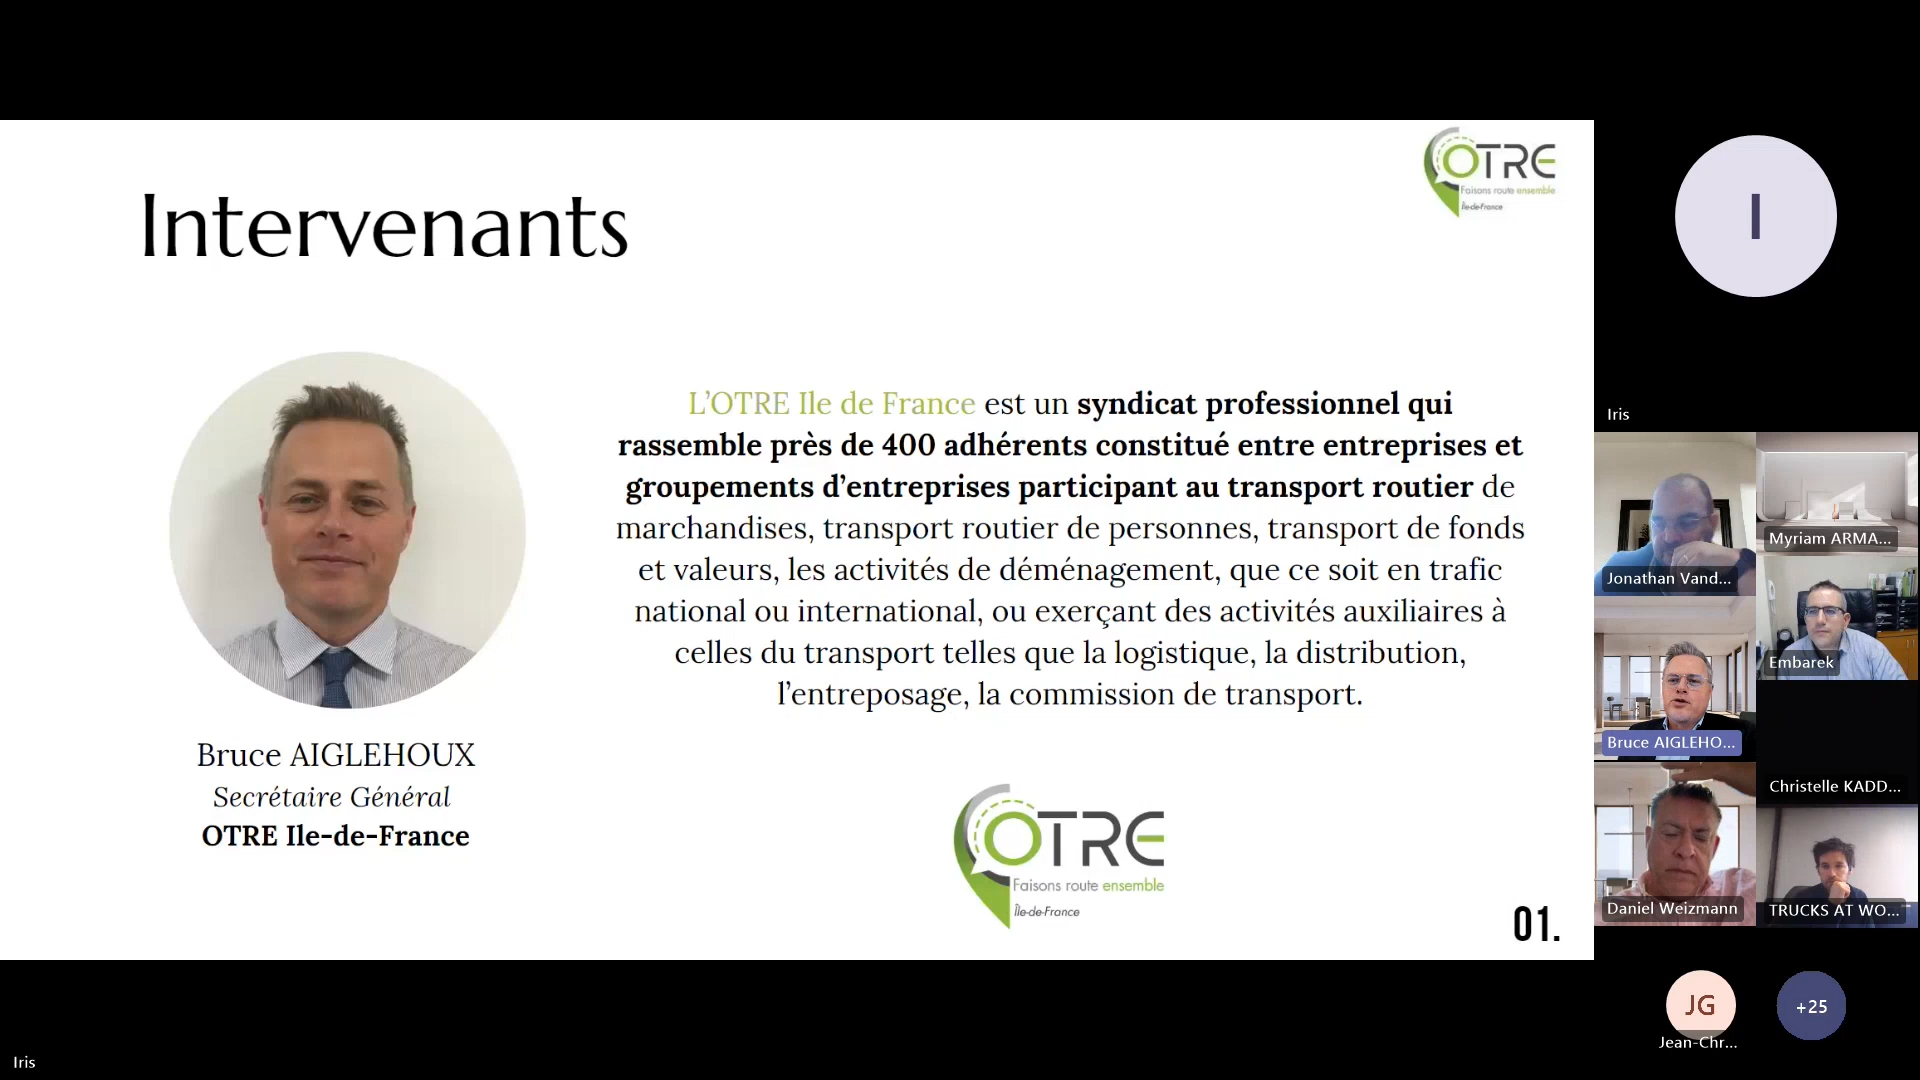 OTRE
Faisons route ensemble
Île-de-France
Intervenants
L'OTRE Ile de France est un syndicat professionnel qui
rassemble près de 400 adhérents constitué entre entreprises et
groupements d'entreprises participant au transport routier de
marchandises, transport routier de personnes, transport de fonds
et valeurs, les activités de déménagement, que ce soit en trafic
national ou international, ou exerçant des activités auxiliaires à
celles du transport telles que la logistique, la distribution,
l'entreposage, la commission de transport.
Bruce AIGLEHOUX
Secrétaire Général
OTRE Ile-de-France
OTRE
Faisons route ensemble
Île-de-France
01.
I
Iris
Jonathan Vand...
Myriam ARMA...
Embarek
Bruce AIGLEHO...
Christelle KADD...
Daniel Weizmann
TRUCKS AT WO...
JG
Jean-Chr...
+25
Iris